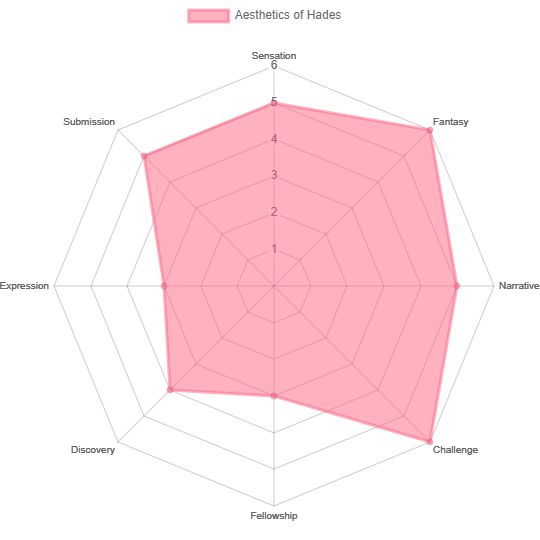 Aesthetics of Hades
Sensation
6
Submission
Fantasy
5
4
3
2
1
Expression
Narrative
Discovery
Challenge
Fellowship